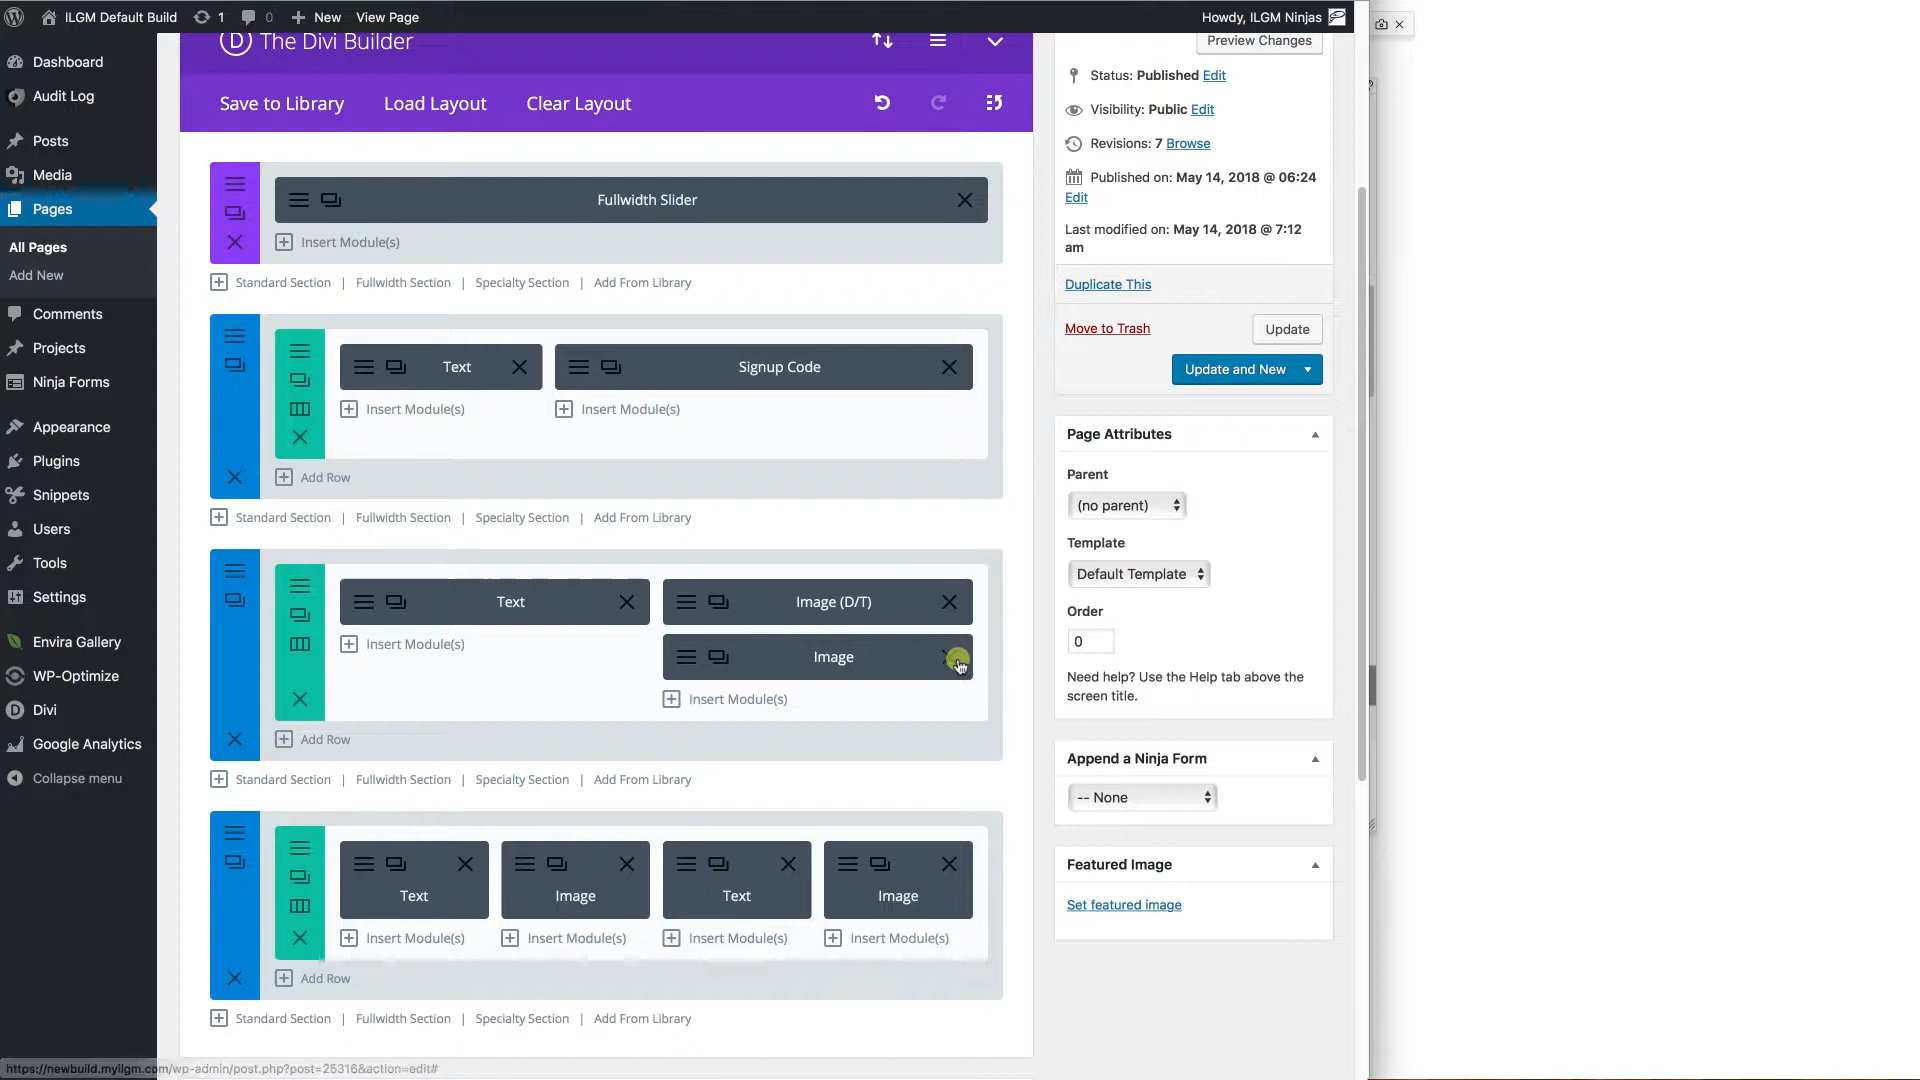 ILGM Default Build
1
0
New
View Page
Howdy, ILGM Ninjas
Dashboard
Audit Log
Posts
Media
Pages
All Pages
Add New
Comments
Projects
Ninja Forms
Appearance
Plugins
Snippets
Users
Tools
Settings
Envira Gallery
WP-Optimize
Divi
Google Analytics
Collapse menu
The Divi Builder
Save to Library
Load Layout
Clear Layout
Fullwidth Slider
Insert Module(s)
Standard Section | Fullwidth Section | Specialty Section | Add From Library
Text
Signup Code
Insert Module(s)
Insert Module(s)
Add Row
Standard Section | Fullwidth Section | Specialty Section | Add From Library
Text
Image (D/T)
Insert Module(s)
Image
Insert Module(s)
Add Row
Standard Section | Fullwidth Section | Specialty Section | Add From Library
Text
Image
Text
Image
Insert Module(s)
Insert Module(s)
Insert Module(s)
Insert Module(s)
Add Row
Standard Section | Fullwidth Section | Specialty Section | Add From Library
Preview Changes
Status: Published Edit
Visibility: Public Edit
Revisions: 7 Browse
Published on: May 14, 2018 @ 06:24
Edit
Last modified on: May 14, 2018 @ 7:12
am
Duplicate This
Move to Trash
Update
Update and New
Page Attributes
Parent
(no parent)
Template
Default Template
Order
0
Need help? Use the Help tab above the
screen title.
Append a Ninja Form
-- None
Featured Image
Set featured image
https://newbuild.myilgm.com/wp-admin/post.php?post=25316&action=edit#